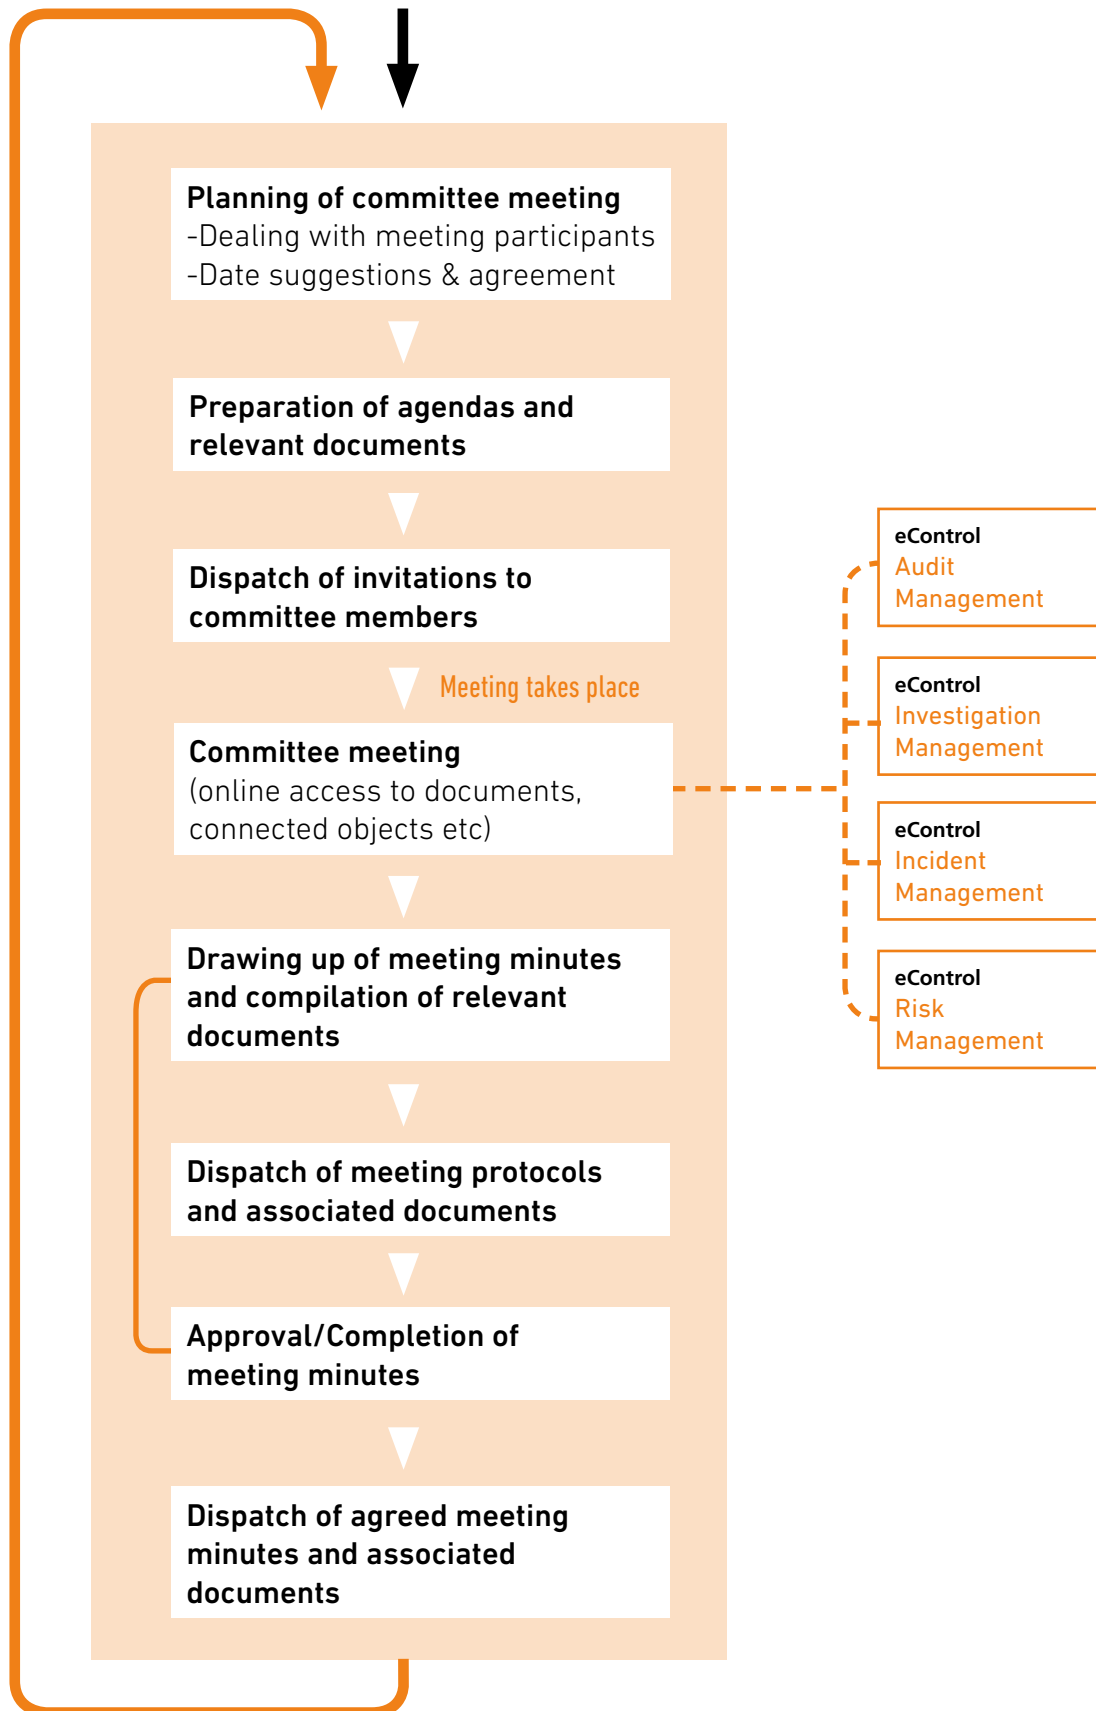 Planning of committee meeting
-Dealing with meeting participants
-Date suggestions & agreement
Preparation of agendas and
relevant documents
Dispatch of invitations to
committee members
Meeting takes place
Committee meeting
(online access to documents,
connected objects etc)
Drawing up of meeting minutes
and compilation of relevant
documents
Dispatch of meeting protocols
and associated documents
Approval/Completion of
meeting minutes
Dispatch of agreed meeting
minutes and associated
documents
eControl
Audit
Management
eControl
Investigation
Management
eControl
Incident
Management
eControl
Risk
Management